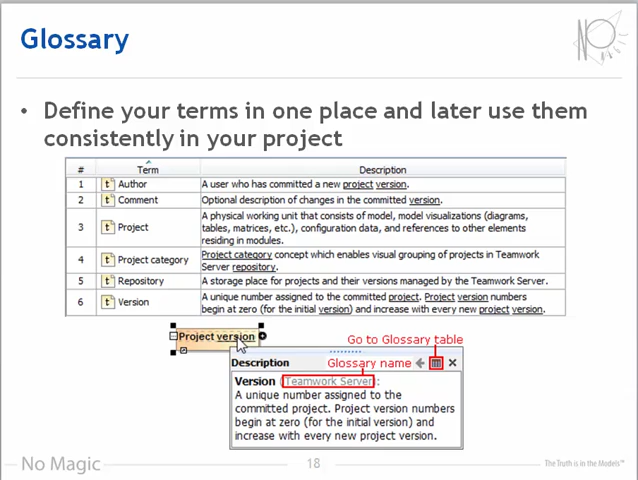 Glossary
NO
• Define your terms in one place and later use them
consistently in your project
# Term Description
1 t Author A user who has committed a new project version.
2 t Comment Optional description of changes in the committed version.
3 t Project A physical working unit that consists of model, model visualizations (diagrams,
tables, matrices, etc.), configuration data, and references to other elements
residing in modules.
4 t Project category Project category concept which enables visual grouping of projects in Teamwork
Server repository.
5 t Repository A storage place for projects and their versions managed by the Teamwork Server.
6 t Version A unique number assigned to the committed project. Project version numbers
begin at zero (for the initial version) and increase with every new project version.
Project version
Go to Glossary table
Description Glossary name
Version (Teamwork Server):
A unique number assigned to the
committed project. Project version numbers
begin at zero (for the initial version) and
increase with every new project version.
No Magic 18 The Truth is in the Models™